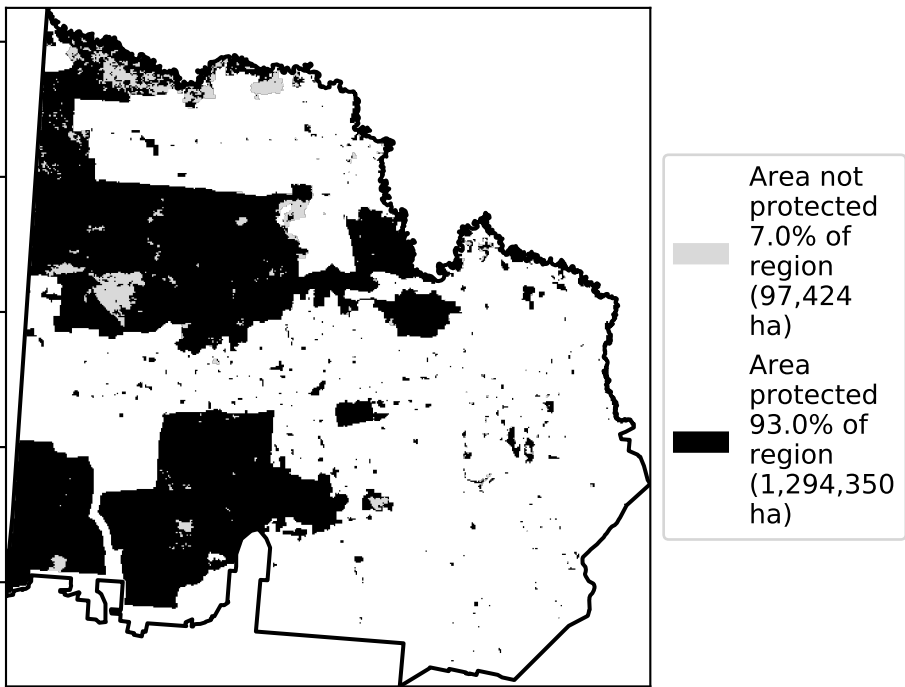 Area not
protected
7.0% of
region
(97,424
ha)
Area
protected
93.0% of
region
(1,294,350
ha)